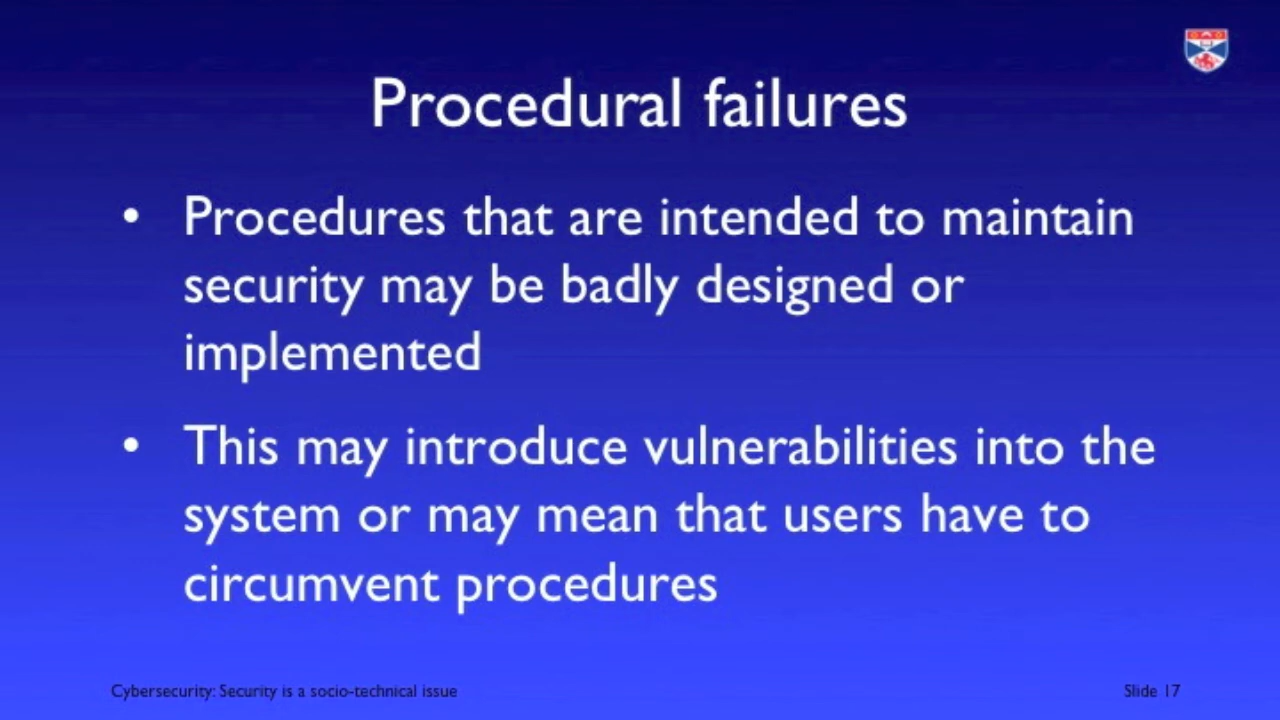 Procedural failures
• Procedures that are intended to maintain
security may be badly designed or
implemented
• This may introduce vulnerabilities into the
system or may mean that users have to
circumvent procedures
Cybersecurity: Security is a socio-technical issue
Slide 17